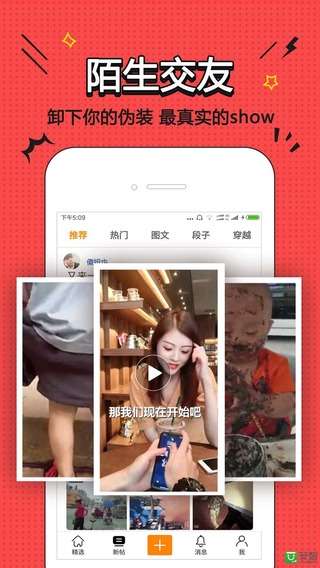 陌生交友
卸下你的伪装 最真实的show
下午5:09
推荐 热门 图文 段子 穿越
那我们现在开始吧
精选 新帖 消息 我